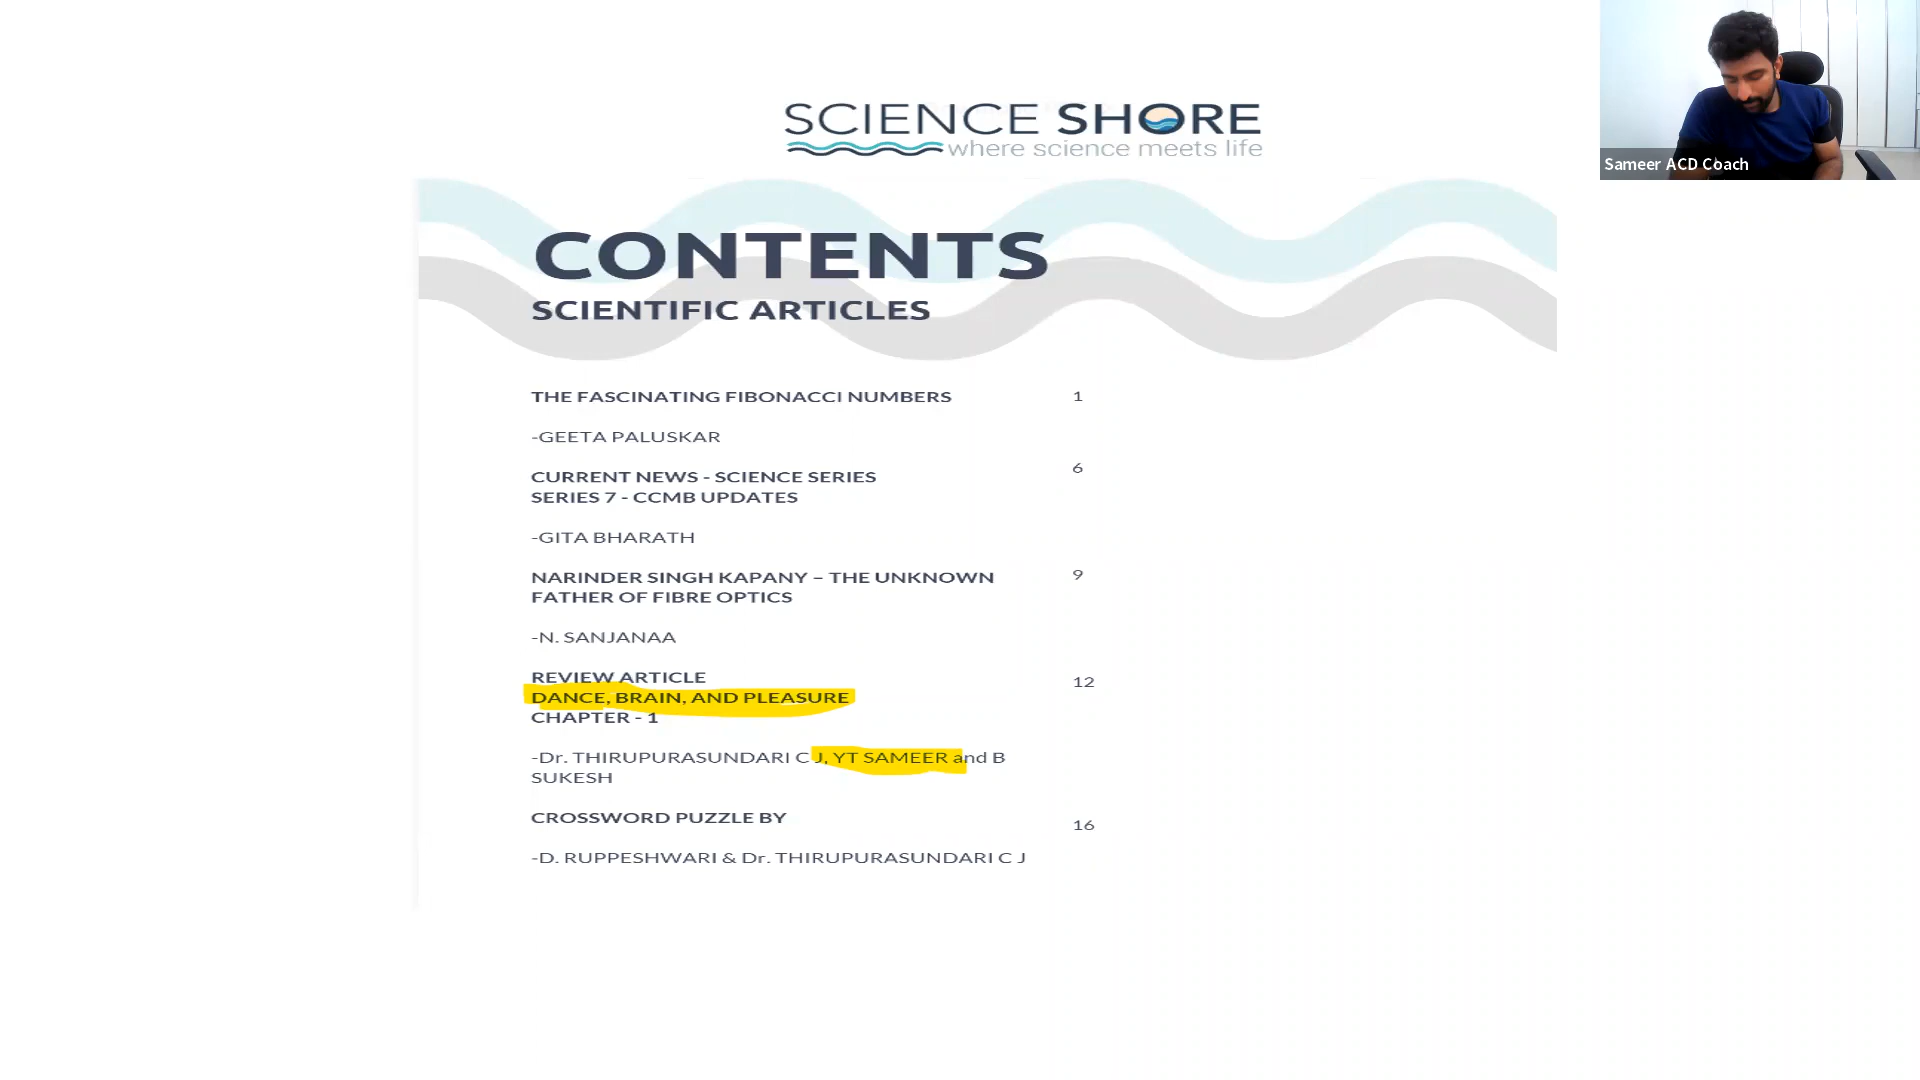 SCIENCE SHORE
where science meets life
Sameer ACD Coach
CONTENTS
SCIENTIFIC ARTICLES
THE FASCINATING FIBONACCI NUMBERS 1
-GEETA PALUSKAR
CURRENT NEWS - SCIENCE SERIES 6
SERIES 7 - CCMB UPDATES
-GITA BHARATH
NARINDER SINGH KAPANY – THE UNKNOWN 9
FATHER OF FIBRE OPTICS
-N. SANJANAA
REVIEW ARTICLE 12
DANCE, BRAIN, AND PLEASURE
CHAPTER - 1
-Dr. THIRUPURASUNDARI C J, YT SAMEER and B
SUKESH
CROSSWORD PUZZLE BY 16
-D. RUPPESHWARI & Dr. THIRUPURASUNDARI C J